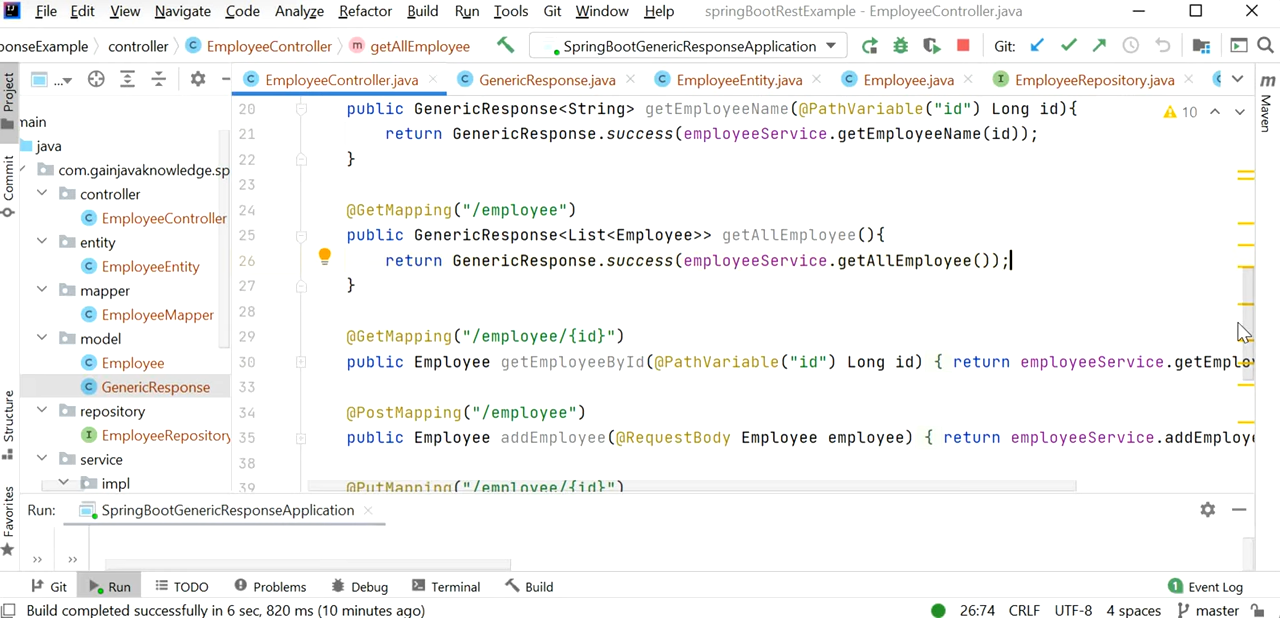 File Edit View Navigate Code Analyze Refactor Build Run Tools Git Window Help springBootRestExample - EmployeeController.java
ponseExample controller EmployeeController getAllEmployee SpringBootGenericResponseApplication Git:
... EmployeeController.java GenericResponse.java EmployeeEntity.java Employee.java EmployeeRepository.java
Project
Commit
Structure
Favorites
main
java
com.gainjavaknowledge.sp
controller
EmployeeController
entity
EmployeeEntity
mapper
EmployeeMapper
model
Employee
GenericResponse
repository
EmployeeRepository
service
impl
20 public GenericResponse<String> getEmployeeName(@PathVariable("id") Long id){
21 return GenericResponse.success(employeeService.getEmployeeName(id));
22 }
23
24 @GetMapping("/employee")
25 public GenericResponse<List<Employee>> getAllEmployee(){
26 return GenericResponse.success(employeeService.getAllEmployee());
27 }
28
29 @GetMapping("/employee/{id}")
30 public Employee getEmployeeById(@PathVariable("id") Long id) { return employeeService.getEmplo
33
34 @PostMapping("/employee")
35 public Employee addEmployee(@RequestBody Employee employee) { return employeeService.addEmploye
38
39 @PutMapping("/employee/{id}")
10
m
Maven
Run: SpringBootGenericResponseApplication
Git Run TODO Problems Debug Terminal Build 1 Event Log
Build completed successfully in 6 sec, 820 ms (10 minutes ago) 26:74 CRLF UTF-8 4 spaces master